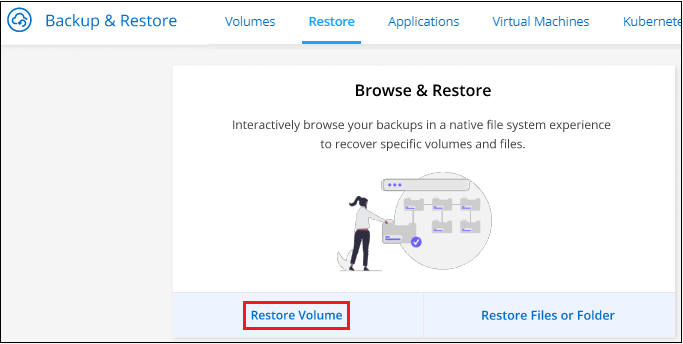 Backup & Restore
Volumes
Restore
Applications
Virtual Machines
Kubernete
Browse & Restore
Interactively browse your backups in a native file system experience
to recover specific volumes and files.
Restore Volume
Restore Files or Folder